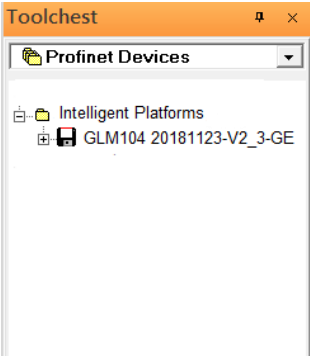 Toolchest
Profinet Devices
Intelligent Platforms
GLM104 20181123-V2_3-GE